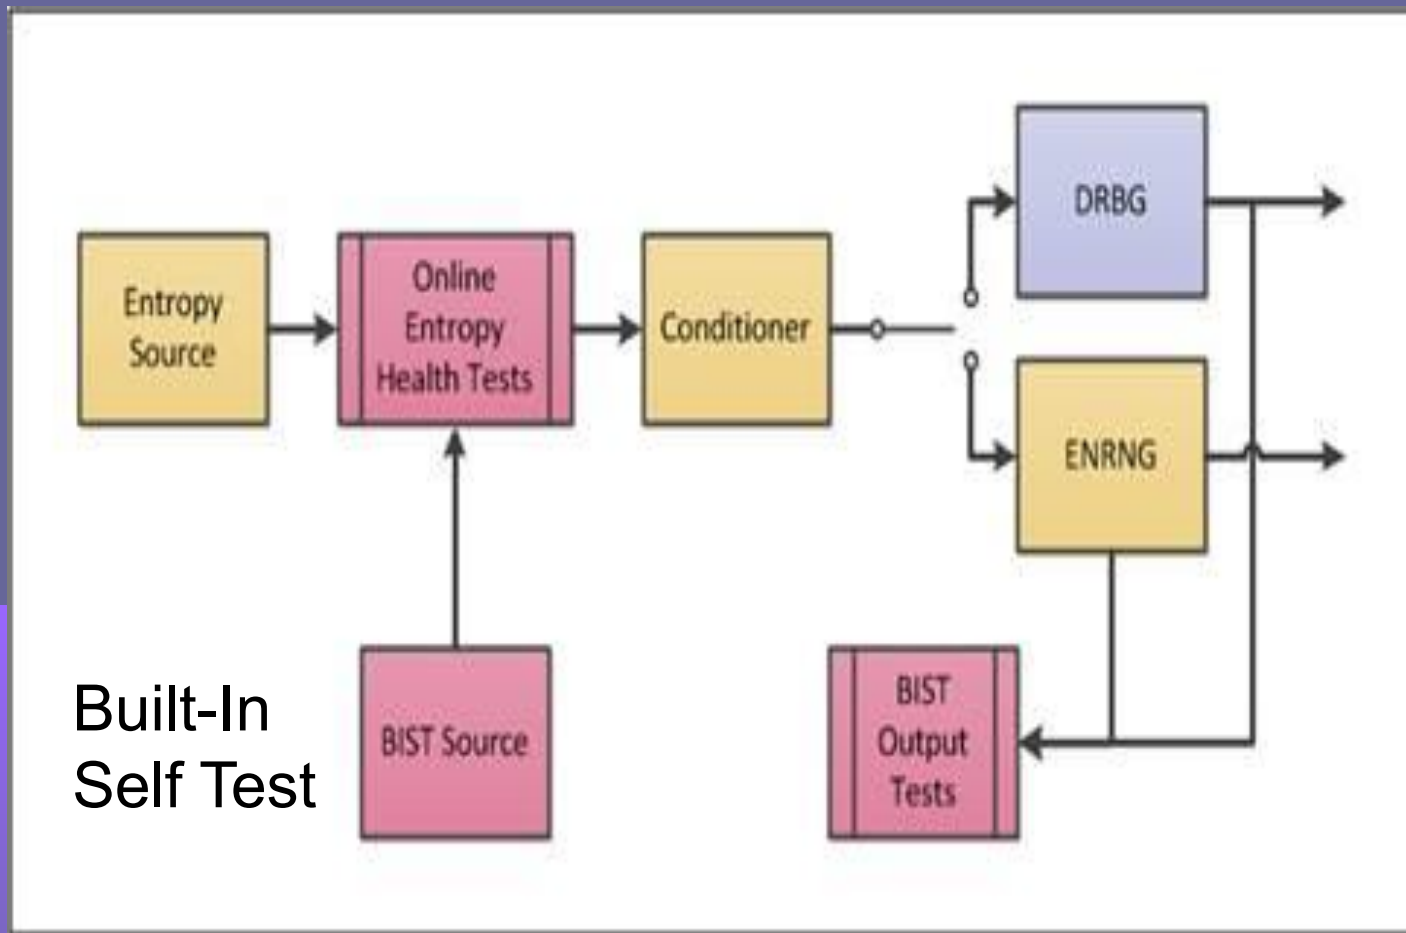 DRBG
Entropy
Source
Online
Entropy
Health Tests
Conditioner
ENRNG
Built-In
Self Test
BIST Source
BIST
Output
Tests